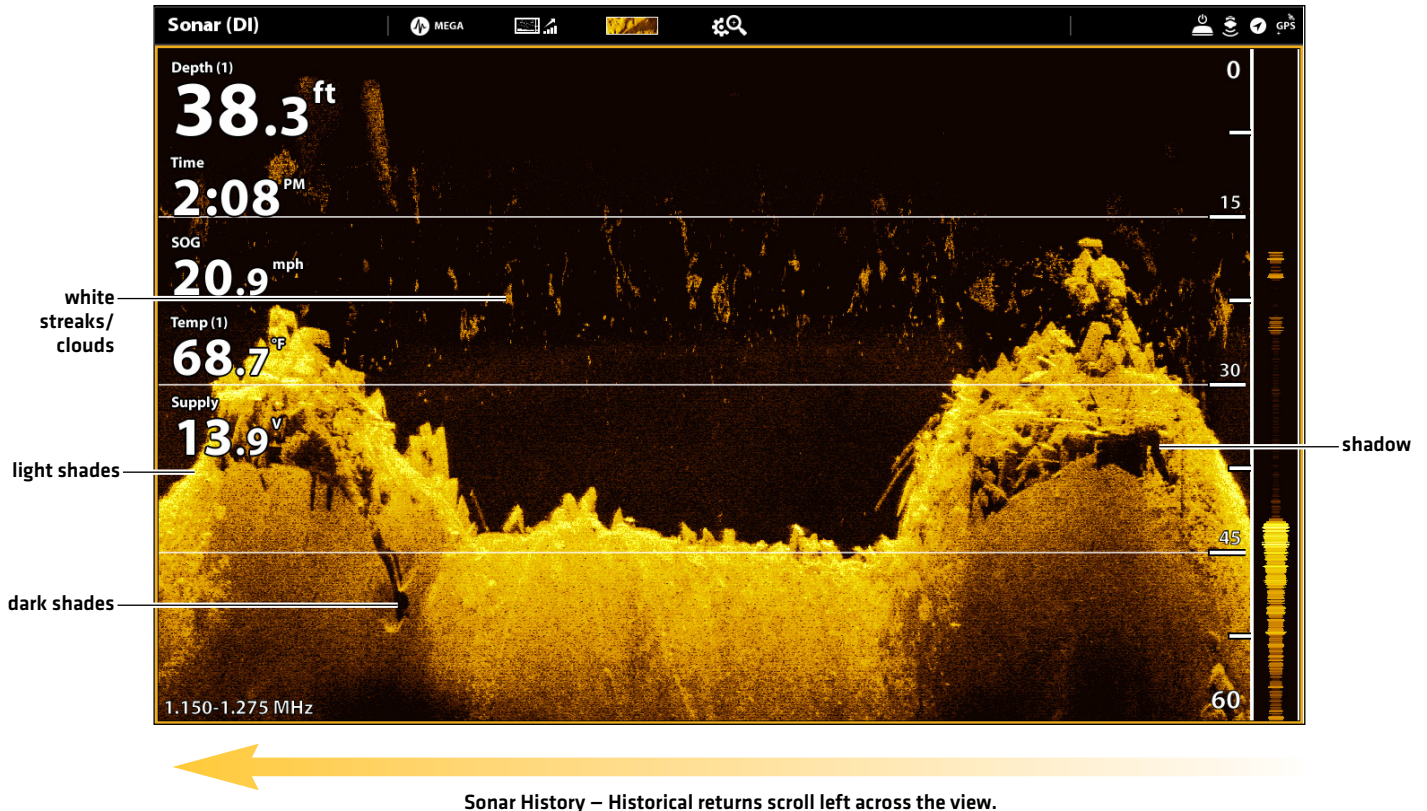 Sonar (DI)
MEGA
GPS
Depth (1)
38.3 ft
Time
2:08 PM
SOG
20.9 mph
Temp (1)
68.7 °F
Supply
13.9 V
1.150-1.275 MHz
0
15
30
45
60
white
streaks/
clouds
light shades
dark shades
shadow
Sonar History – Historical returns scroll left across the view.